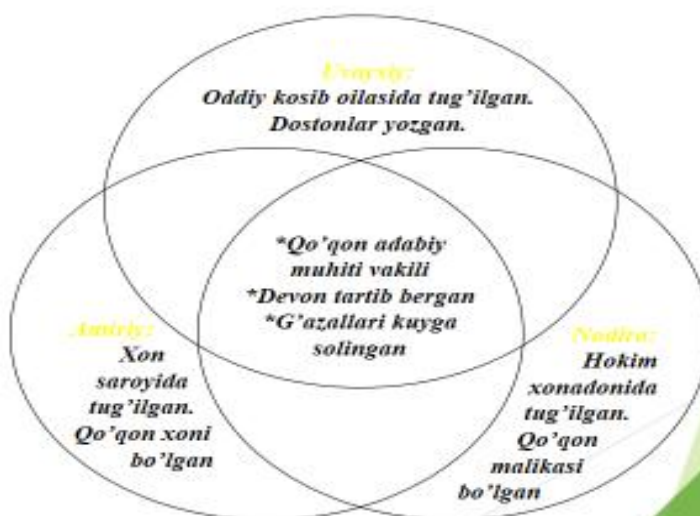 Uvaysiy:
Oddiy kosib oilasida tug'ilgan.
Dostonlar yozgan.
*Qo'qon adabiy
muhiti vakili
*Devon tartib bergan
*G'azallari kuyga
solingan
Amiriy:
Xon
saroyida
tug'ilgan.
Qo'qon xoni
bo'lgan
Nodira:
Hokim
xonadonida
tug'ilgan.
Qo'qon
malikasi
bo'lgan